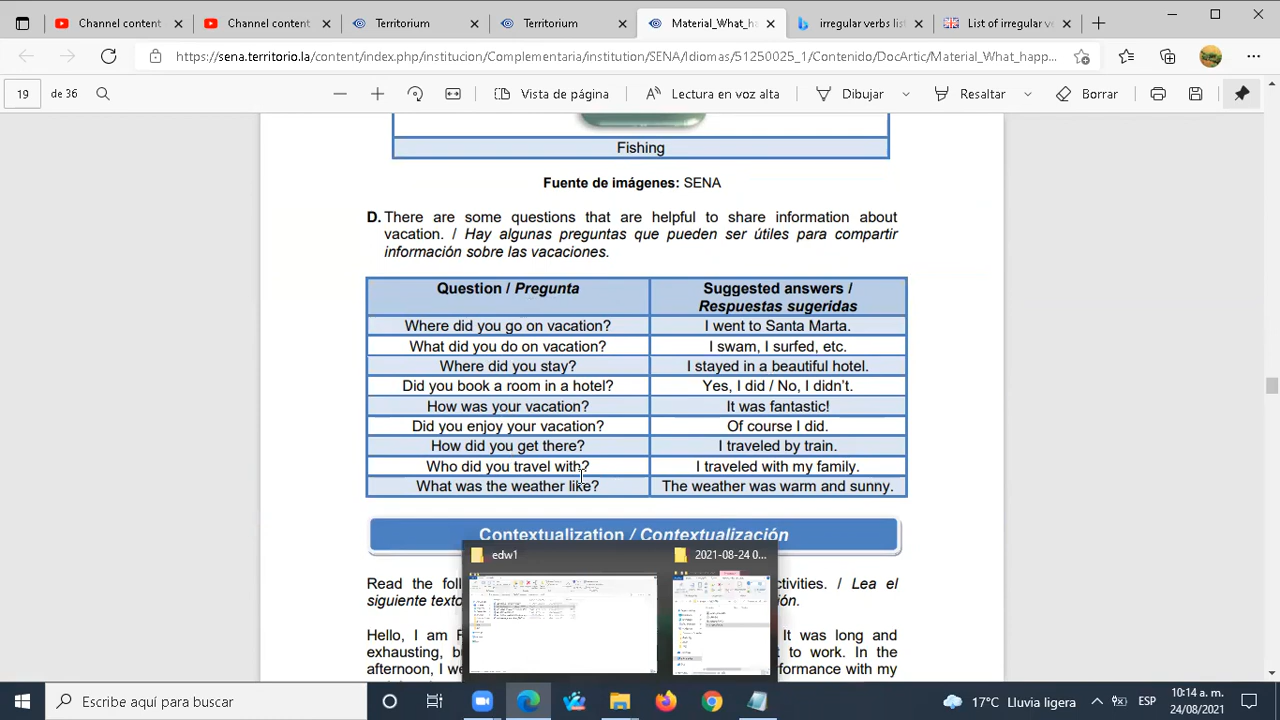 Channel content
Channel content
Territorium
Territorium
Material_What_ha
irregular verbs list
List of irregular ve
https://sena.territorio.la/content/index.php/institucion/Complementaria/institution/SENA/Idiomas/51250025_1/Contenido/DocArtic/Material_What_happ...
19 de 36
Vista de página
Lectura en voz alta
Dibujar
Resaltar
Borrar
Fishing
Fuente de imágenes: SENA
D. There are some questions that are helpful to share information about
vacation. / Hay algunas preguntas que pueden ser útiles para compartir
información sobre las vacaciones.
Question / Pregunta
Suggested answers /
Respuestas sugeridas
Where did you go on vacation? I went to Santa Marta.
What did you do on vacation? I swam, I surfed, etc.
Where did you stay? I stayed in a beautiful hotel.
Did you book a room in a hotel? Yes, I did / No, I didn't.
How was your vacation? It was fantastic!
Did you enjoy your vacation? Of course I did.
How did you get there? I traveled by train.
Who did you travel with? I traveled with my family.
What was the weather like? The weather was warm and sunny.
Contextualization / Contextualización
edw1
2021-08-24 0...
Read the foll ctivities. / Lea el
siguiente texto ión.
Hello, I am It was long and
exhausting, b t to work. In the
afternoon, I we formance with my
Escribe aquí para buscar
17°C Lluvia ligera
ESP
10:14 a. m.
24/08/2021